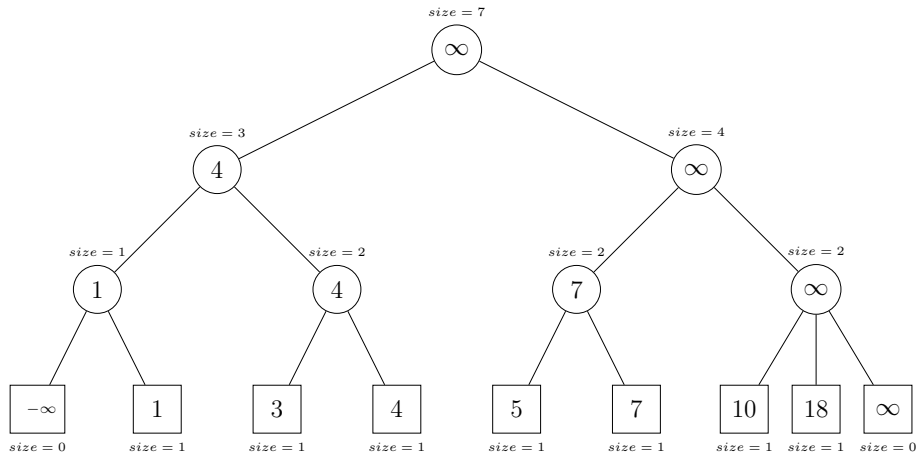 size = 7
∞
size = 3
size = 4
4
∞
size = 1
size = 2
size = 2
size = 2
1
4
7
∞
−∞
1
3
4
5
7
10
18
∞
size = 0
size = 1
size = 1
size = 1
size = 1
size = 1
size = 1
size = 1
size = 0